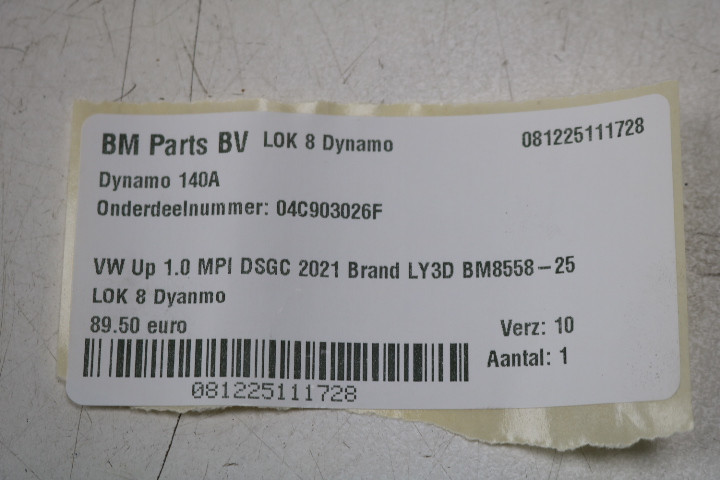 BM Parts BV LOK 8 Dynamo 081225111728
Dynamo 140A
Onderdeelnummer: 04C903026F
VW Up 1.0 MPI DSGC 2021 Brand LY3D BM8558-25
LOK 8 Dyanmo
89.50 euro Verz: 10
Aantal: 1
081225111728